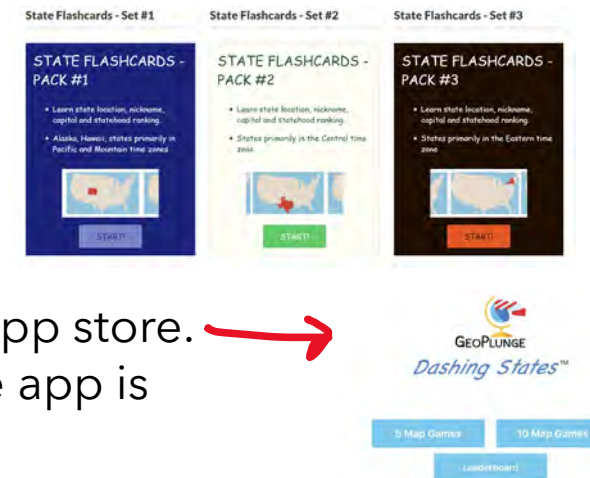 State Flashcards - Set #1
State Flashcards - Set #2
State Flashcards - Set #3
STATE FLASHCARDS -
PACK #1
• Learn state location, nickname,
capital and statehood ranking.
• Alaska, Hawaii, states primarily in
Pacific and Mountain time zones
START!
STATE FLASHCARDS -
PACK #2
• Learn state location, nickname,
capital and statehood ranking.
• States primarily in the Central time
zone
START!
STATE FLASHCARDS -
PACK #3
• Learn state location, nickname,
capital and statehood ranking.
• States primarily in the Eastern time
zone
START!
pp store.
e app is
GEOPLUNGE
Dashing States™
5 Map Games
10 Map Games
Leaderboard